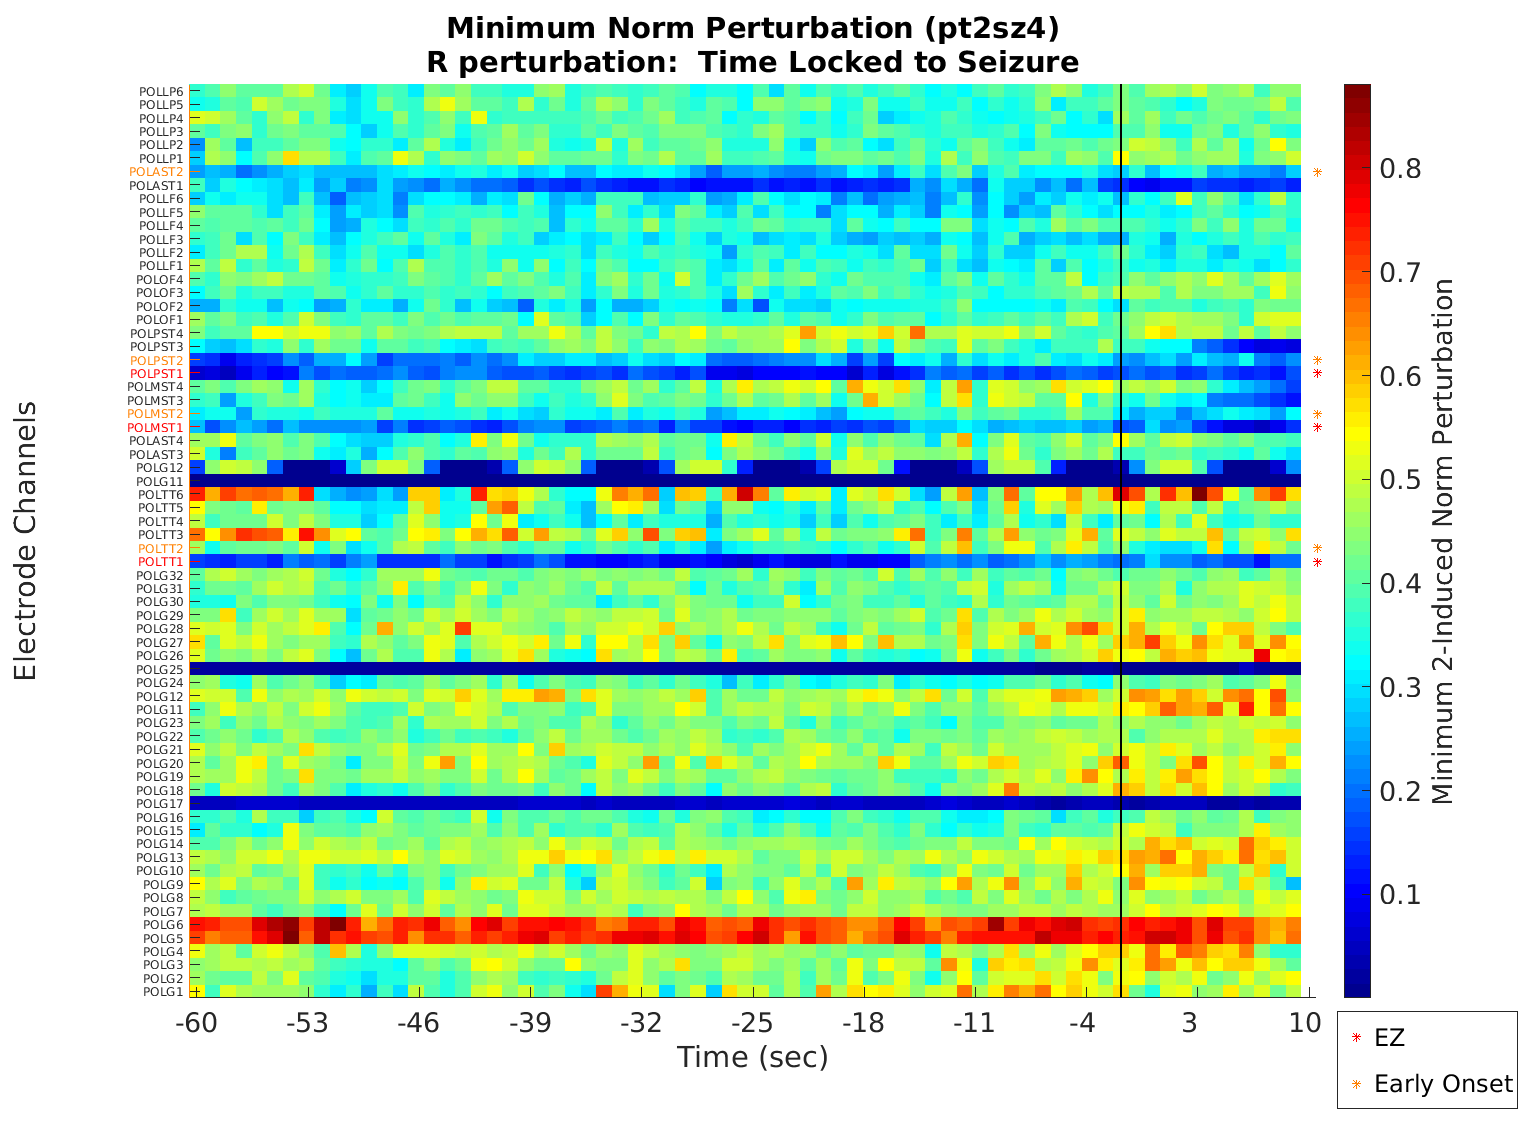 Minimum Norm Perturbation (pt2sz4)
R perturbation:  Time Locked to Seizure
Electrode Channels
POLLP6
POLLP5
POLLP4
POLLP3
POLLP2
POLLP1
POLAST2
POLAST1
POLLF6
POLLF5
POLLF4
POLLF3
POLLF2
POLLF1
POLOF4
POLOF3
POLOF2
POLOF1
POLPST4
POLPST3
POLPST2
POLPST1
POLMST4
POLMST3
POLMST2
POLMST1
POLAST4
POLAST3
POLG12
POLG11
POLTT6
POLTT5
POLTT4
POLTT3
POLTT2
POLTT1
POLG32
POLG31
POLG30
POLG29
POLG28
POLG27
POLG26
POLG25
POLG24
POLG12
POLG11
POLG23
POLG22
POLG21
POLG20
POLG19
POLG18
POLG17
POLG16
POLG15
POLG14
POLG13
POLG10
POLG9
POLG8
POLG7
POLG6
POLG5
POLG4
POLG3
POLG2
POLG1
-60 -53 -46 -39 -32 -25 -18 -11 -4 3 10
Time (sec)
0.8
0.7
0.6
0.5
0.4
0.3
0.2
0.1
Minimum 2-Induced Norm Perturbation
EZ
Early Onset